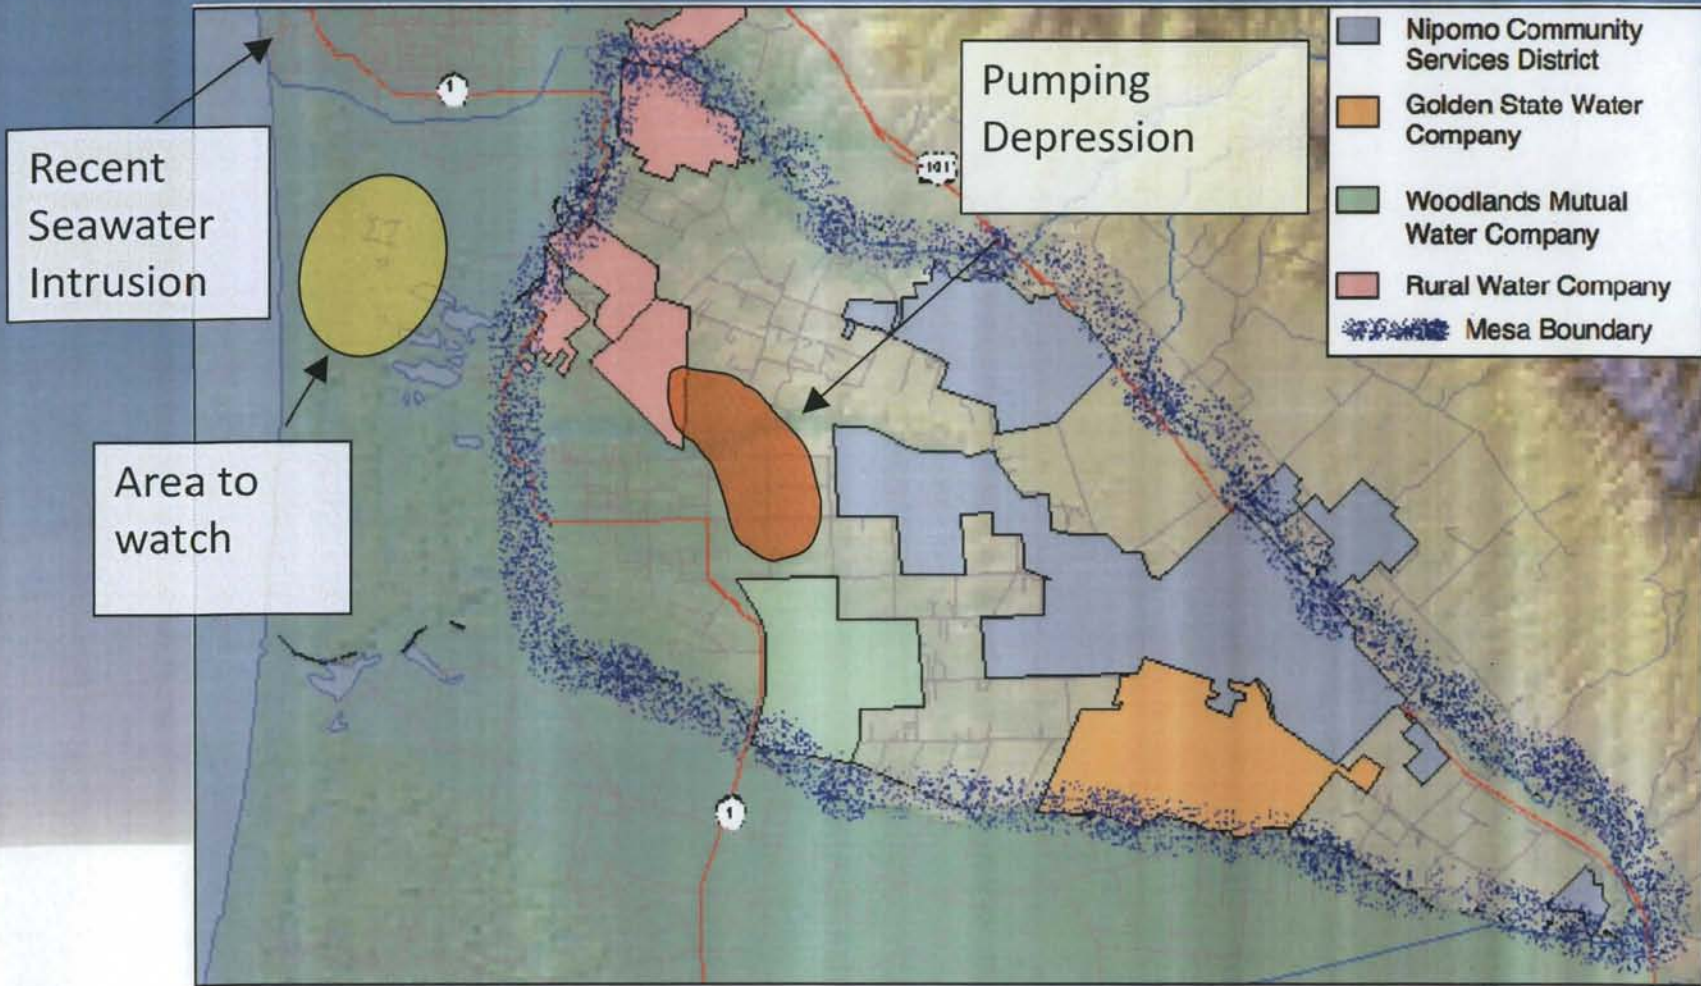 Nipomo Community
Services District
Golden State Water
Company
Woodlands Mutual
Water Company
Rural Water Company
Mesa Boundary
Pumping
Depression
Recent
Seawater
Intrusion
Area to
watch
1
101
1